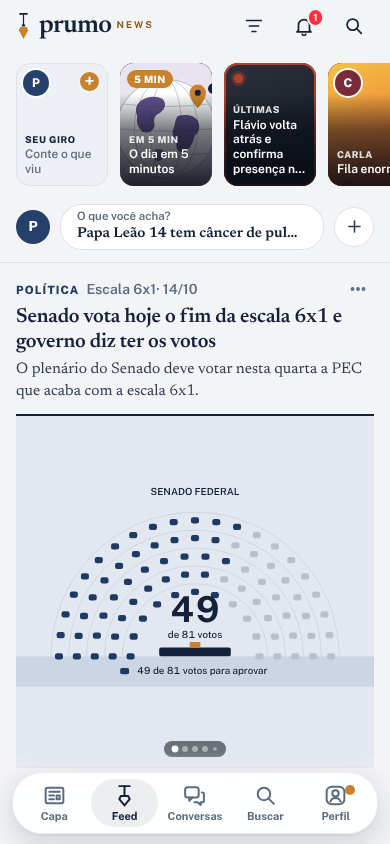 prumo NEWS
1
P
+
SEU GIRO
Conte o que
viu
5 MIN
EM 5 MIN
O dia em 5
minutos
ÚLTIMAS
Flávio volta
atrás e
confirma
presença n...
C
CARLA
Fila enorr
P
O que você acha?
Papa Leão 14 tem câncer de pul...
+
POLÍTICA Escala 6x1· 14/10
Senado vota hoje o fim da escala 6x1 e
governo diz ter os votos
O plenário do Senado deve votar nesta quarta a PEC
que acaba com a escala 6x1.
SENADO FEDERAL
49
de 81 votos
49 de 81 votos para aprovar
Capa
Feed
Conversas
Buscar
Perfil